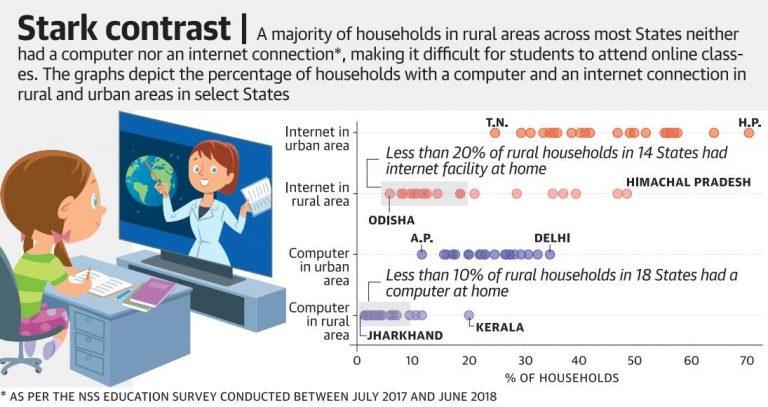 Stark contrast | A majority of households in rural areas across most States neither
had a computer nor an internet connection*, making it difficult for students to attend online class-
es. The graphs depict the percentage of households with a computer and an internet connection in
rural and urban areas in select States
Internet in
urban area
T.N.
H.P.
Less than 20% of rural households in 14 States had
internet facility at home
Internet in
rural area
HIMACHAL PRADESH
ODISHA
Computer
in urban
area
A.P.
DELHI
Less than 10% of rural households in 18 States had a
computer at home
Computer
in rural
area
JHARKHAND
KERALA
0 10 20 30 40 50 60 70
% OF HOUSEHOLDS
* AS PER THE NSS EDUCATION SURVEY CONDUCTED BETWEEN JULY 2017 AND JUNE 2018